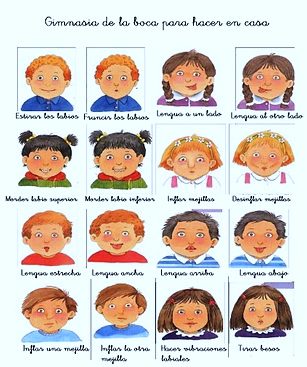 Gimnasia de la boca para hacer en casa
Estirar los labios
Fruncir los labios
Lengua a un lado
Lengua al otro lado
Morder labio superior
Morder labio inferior
Inflar mejillas
Desinflar mejillas
Lengua estrecha
Lengua ancha
Lengua arriba
Lengua abajo
Inflar una mejilla
Inflar la otra
mejilla
Hacer vibraciones
labiales
Tirar besos